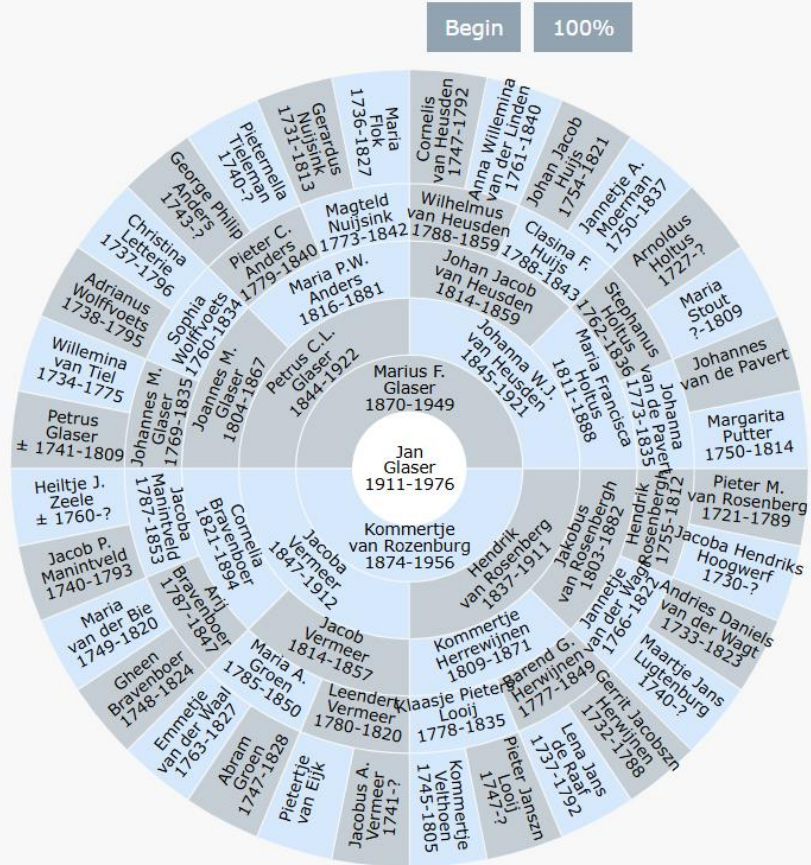 Begin
100%
Jan
Glaser
1911-1976
Marius F.
Glaser
1870-1949
Kommertje
van Rozenburg
1874-1956
Petrus C.L.
Glaser
1844-1922
Johanna W.J.
van Heusden
1845-1921
Hendrik
van Rosenberg
1837-1911
Jacoba
Vermeer
1847-1912
Joannes M.
Glaser
1804-1867
Maria P.W.
Anders
1816-1881
Johan Jacob
van Heusden
1814-1859
Maria Francisca
Holtus
1811-1888
Jakobus
van Rosenbergh
1803-1882
Kommertje
Herrewijnen
1809-1871
Jacob
Vermeer
1814-1857
Cornelia
Bravenboer
1821-1894
Johannes M.
Glaser
1769-1835
Sophia
Wolffvoets
1760-1834
Pieter C.
Anders
1779-1840
Magteld
Nuijsink
1773-1842
Wilhelmus
van Heusden
1788-1859
Clasina F.
Huijs
1788-1843
Stephanus
Holtus
1762-1836
Johanna
van de Pavert
1773-1835
Hendrik
Rosenbergh
1755-1812
Jannetje
van der Wagt
1766-1822
Barend G.
Herwijnen
1777-1849
Klaasje Pieters
Looij
1778-1835
Leendert
Vermeer
1780-1820
Maria A.
Groen
1785-1850
Arij
Bravenboer
1787-1847
Jacoba
Manintveld
1787-1853
Petrus
Glaser
± 1741-1809
Willemina
van Tiel
1734-1775
Adrianus
Wolffvoets
1738-1795
Christina
Letterie
1737-1796
George Philip
Anders
1743-?
Pieternella
Tieleman
1740-?
Gerardus
Nuijsink
1731-1813
Maria
Flok
1736-1827
Cornelis
van Heusden
1747-1792
Anna Willemina
van der Linden
1761-1840
Johan Jacob
Huijs
1754-1821
Jannetje A.
Moerman
1750-1837
Arnoldus
Holtus
1727-?
Maria
Stout
?-1809
Johannes
van de Pavert
Margarita
Putter
1750-1814
Pieter M.
van Rosenberg
1721-1789
Jacoba Hendriks
Hoogwerf
1730-?
Andries Daniels
van der Wagt
1733-1823
Maartje Jans
Lugtenburg
1740-?
Gerrit Jacobszn
Herwijnen
1732-1788
Lena Jans
de Raaf
1737-1792
Pieter Janszn
Looij
1747-?
Kommertje
Velthoen
1745-1805
Jacobus A.
Vermeer
1741-?
Pietertje
van Eijk
Abram
Groen
1747-1828
Emmetje
van der Waal
1763-1827
Gheen
Bravenboer
1748-1824
Maria
van der Bie
1749-1820
Jacob P.
Manintveld
1740-1793
Heiltje J.
Zeele
± 1760-?